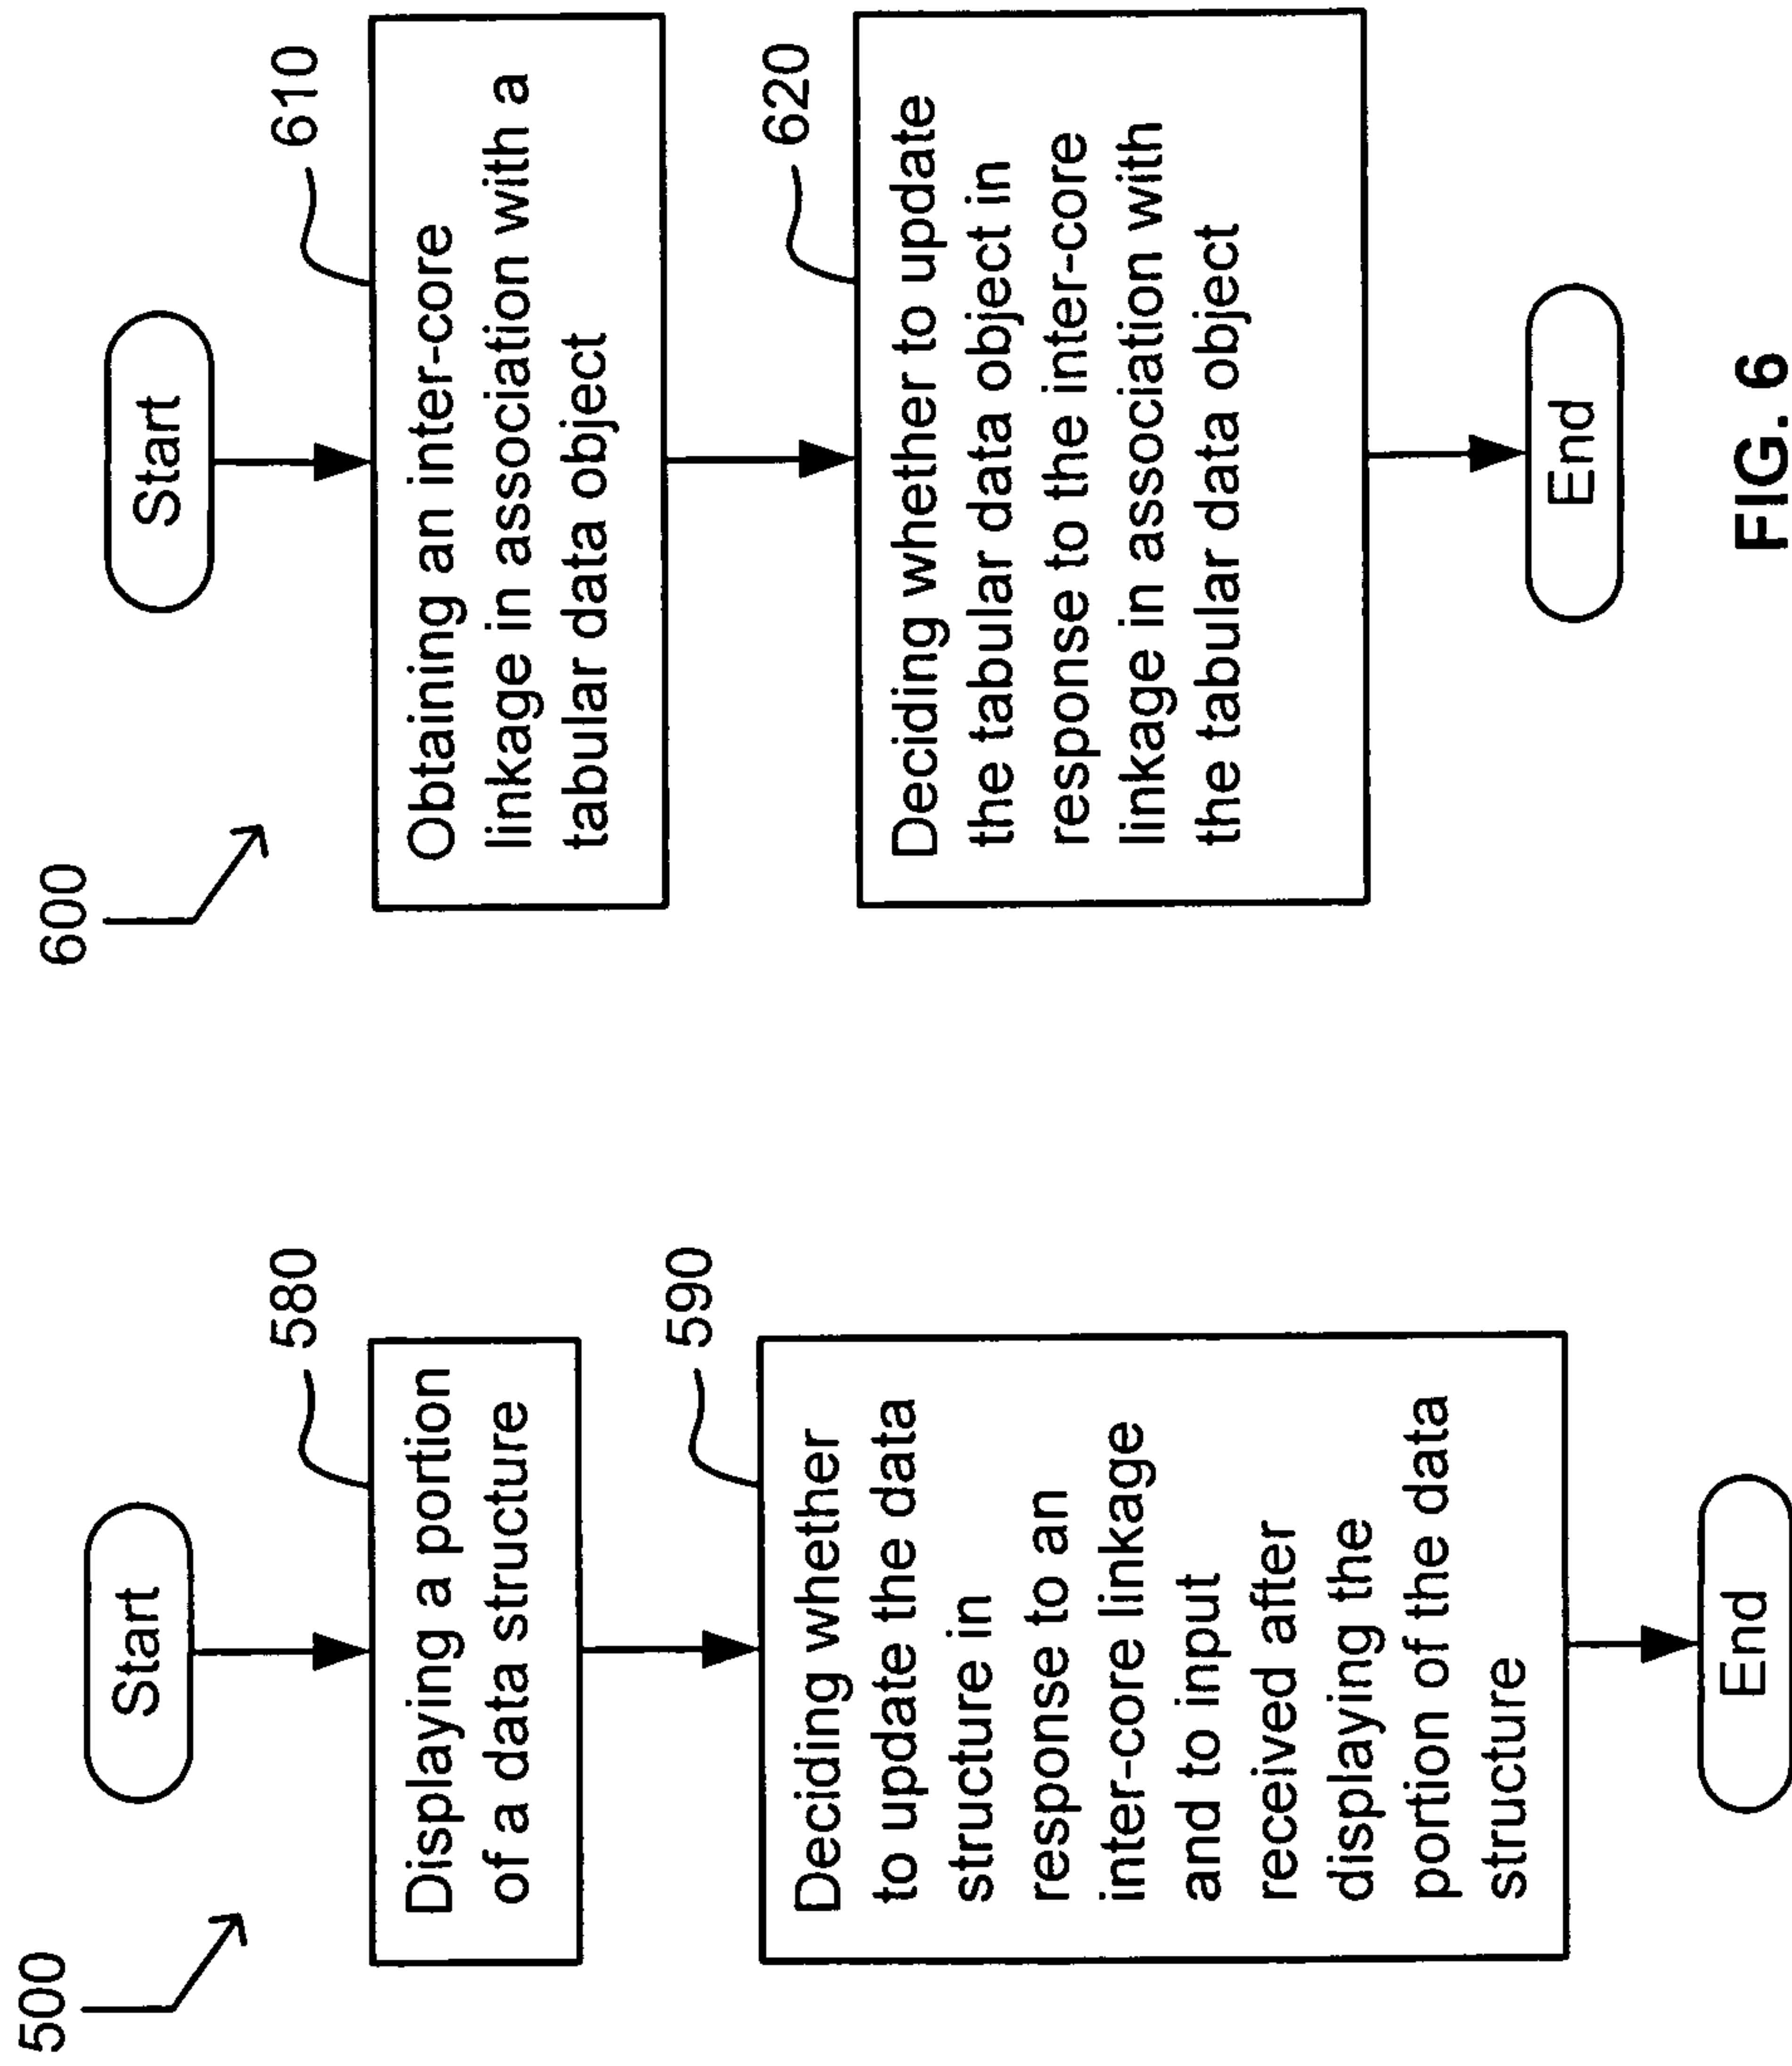 500
Start
580
Displaying a portion
of a data structure
590
Deciding whether
to update the data
structure in
response to an
inter-core linkage
and to input
received after
displaying the
portion of the data
structure
End
600
Start
610
Obtaining an inter-core
linkage in association with a
tabular data object
620
Deciding whether to update
the tabular data object in
response to the inter-core
linkage in association with
the tabular data object
End
FIG. 6